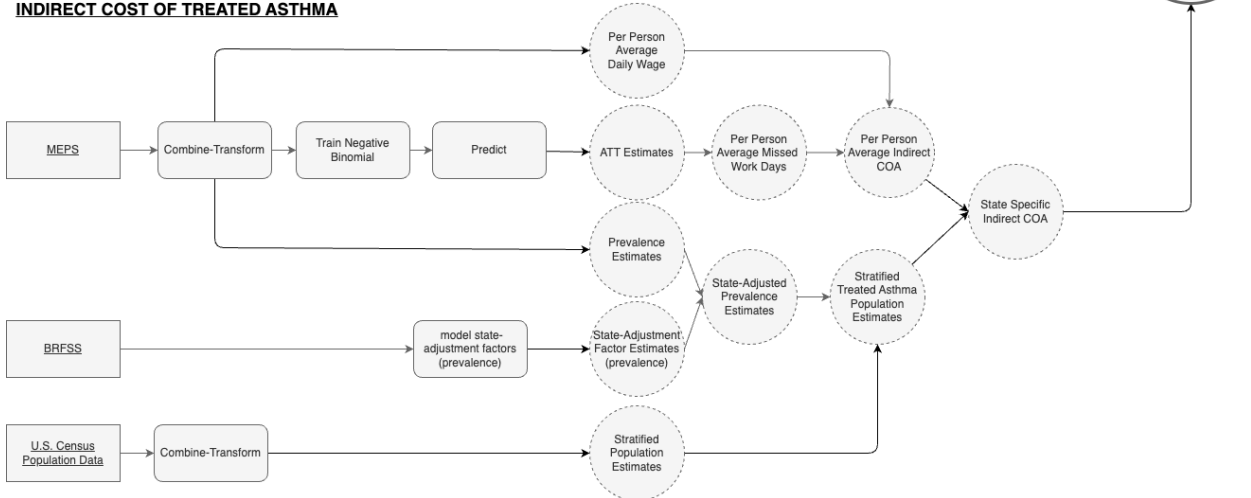 INDIRECT COST OF TREATED ASTHMA
Per Person
Average
Daily Wage
MEPS
Combine-Transform
Train Negative
Binomial
Predict
ATT Estimates
Per Person
Average Missed
Work Days
Per Person
Average Indirect
COA
State Specific
Indirect COA
Prevalence
Estimates
State-Adjusted
Prevalence
Estimates
Stratified
Treated Asthma
Population
Estimates
BRFSS
model state-
adjustment factors
(prevalence)
State-Adjustment
Factor Estimates
(prevalence)
U.S. Census
Population Data
Combine-Transform
Stratified
Population
Estimates